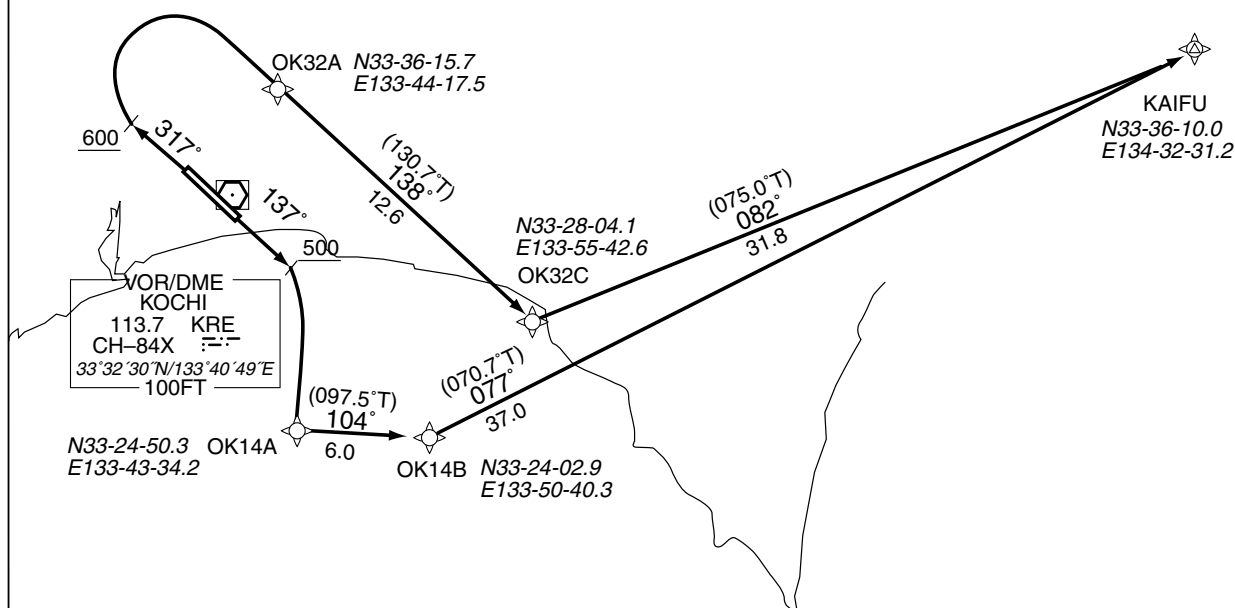 OK32A N33-36-15.7
E133-44-17.5
KAIFU
N33-36-10.0
E134-32-31.2
600
317˚
(130.7˚T)
138˚
12.6
137˚
500
(075.0˚T)
082˚
31.8
N33-28-04.1
E133-55-42.6
OK32C
VOR/DME
KOCHI
113.7 KRE
CH–84X
33˚32´30˝N/133˚40´49˝E
100FT
(070.7˚T)
077˚
37.0
(097.5˚T)
104˚
6.0
N33-24-50.3 OK14A
E133-43-34.2
OK14B N33-24-02.9
E133-50-40.3